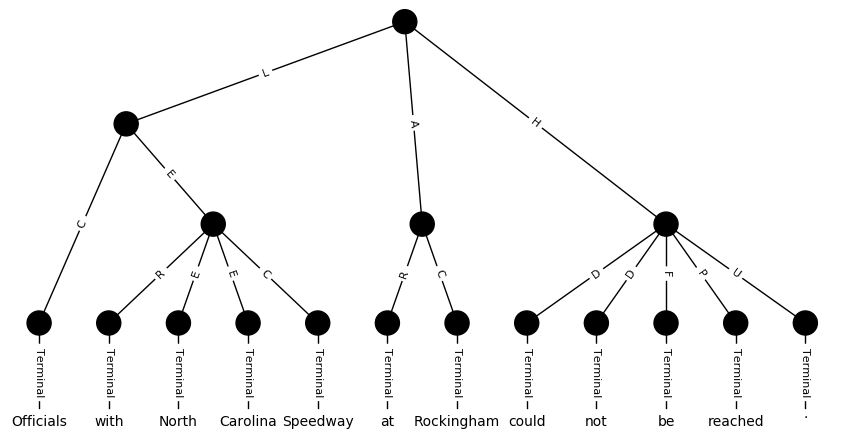 L
A
H
C
E
R
E
E
C
R
C
D
D
F
P
U
Terminal Terminal Terminal Terminal Terminal Terminal Terminal Terminal Terminal Terminal Terminal Terminal
Officials with North Carolina Speedway at Rockingham could not be reached .